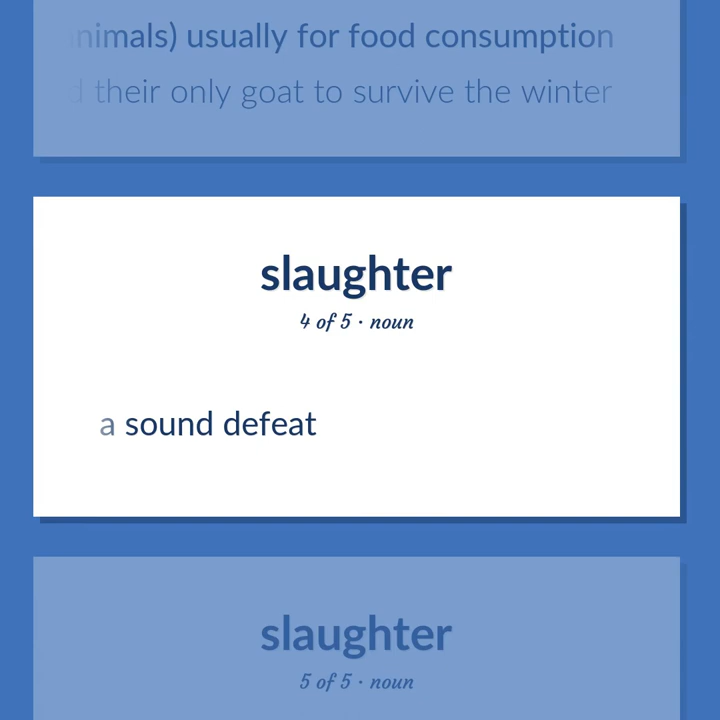 usually for food consumption
their only goat to survive the winter
slaughter
4 of 5 · noun
a sound defeat
slaughter
5 of 5 · noun